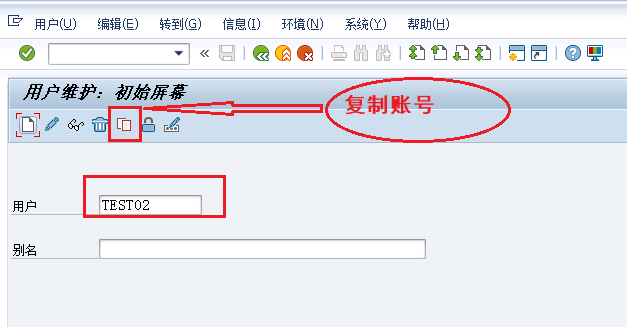 用户(U) 编辑(E) 转到(G) 信息(I) 环境(N) 系统(Y) 帮助(H)
用户维护：初始屏幕
复制账号
用户 TEST02
别名